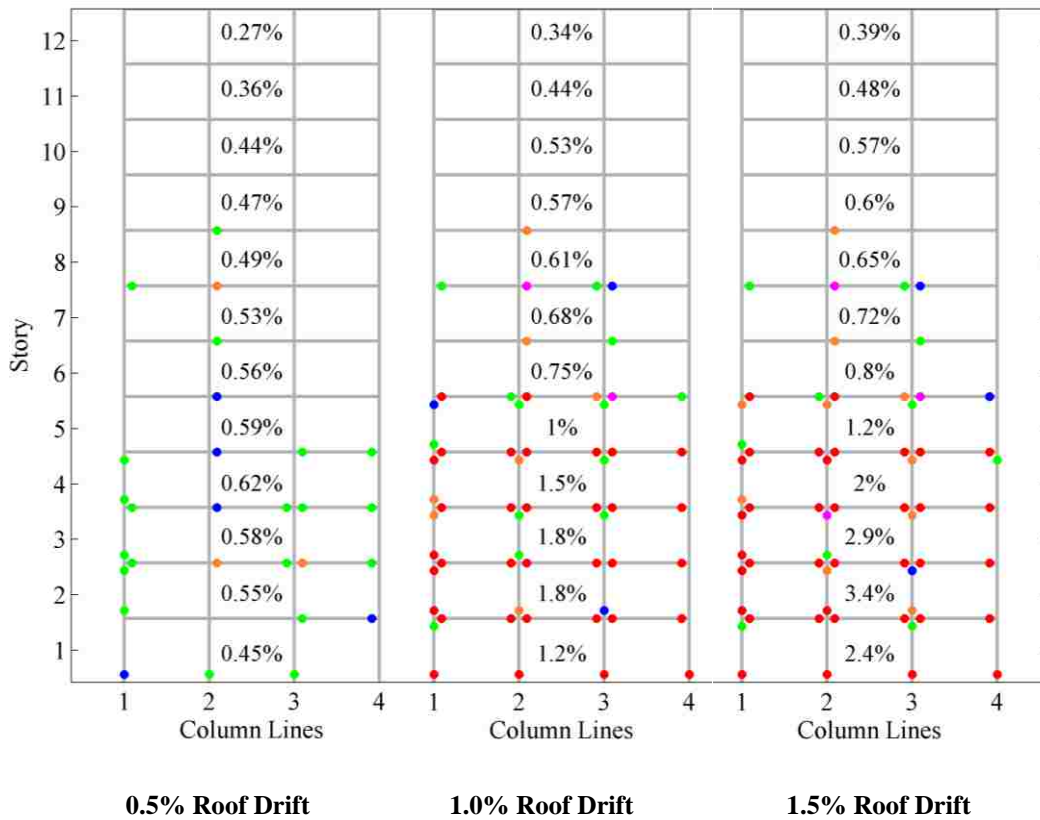 12 0.27% 0.34% 0.39%
11 0.36% 0.44% 0.48%
10 0.44% 0.53% 0.57%
9 0.47% 0.57% 0.6%
8 0.49% 0.61% 0.65%
7 0.53% 0.68% 0.72%
6 0.56% 0.75% 0.8%
5 0.59% 1% 1.2%
4 0.62% 1.5% 2%
3 0.58% 1.8% 2.9%
2 0.55% 1.8% 3.4%
1 0.45% 1.2% 2.4%
Story
1 2 3 4 1 2 3 4 1 2 3 4
Column Lines Column Lines Column Lines
0.5% Roof Drift 1.0% Roof Drift 1.5% Roof Drift